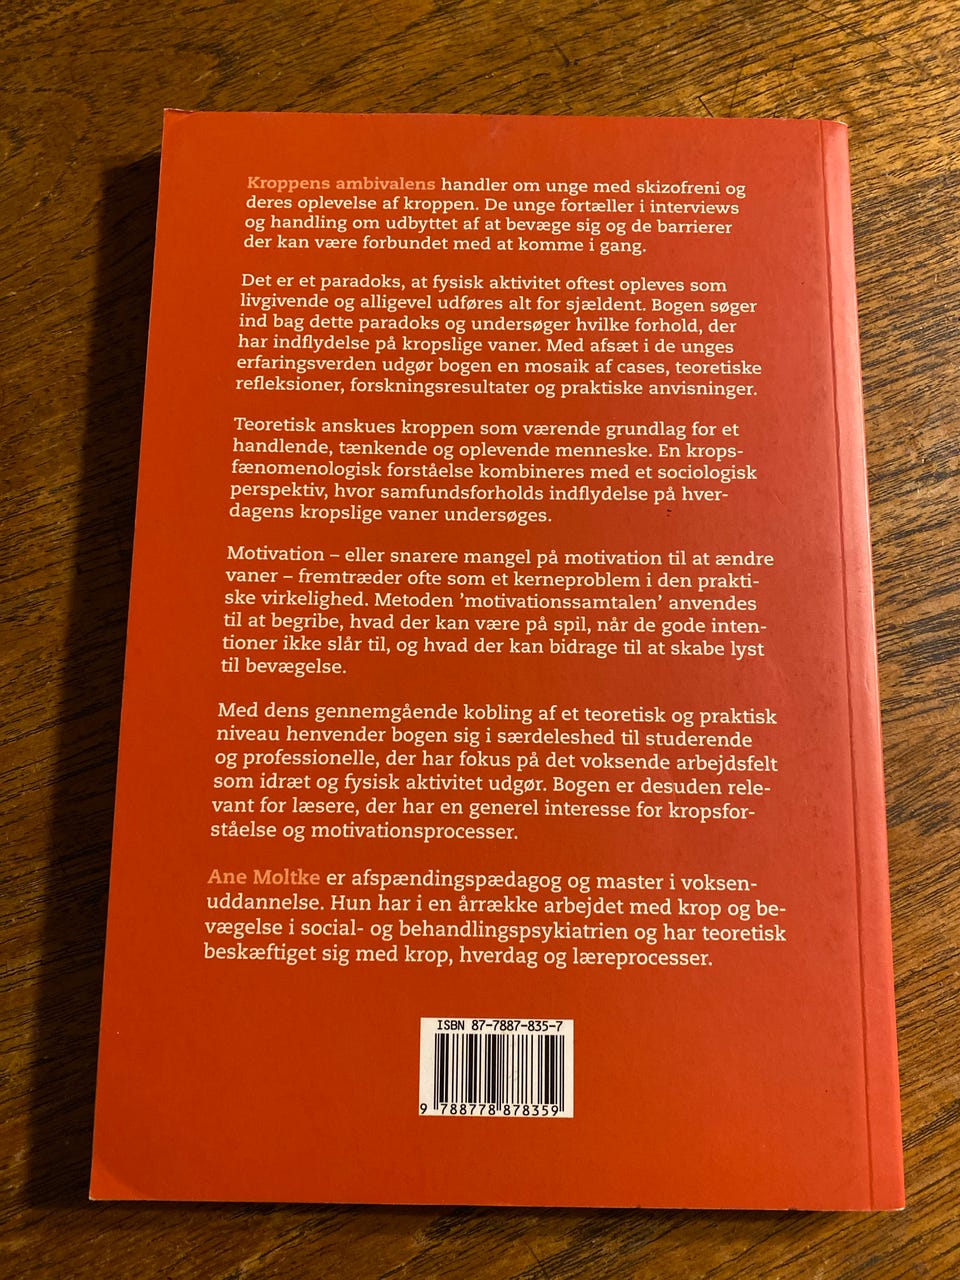 Kroppens ambivalens handler om unge med skizofreni og
deres oplevelse af kroppen. De unge fortæller i interviews
og handling om udbyttet af at bevæge sig og de barrierer
der kan være forbundet med at komme i gang.
Det er et paradoks, at fysisk aktivitet oftest opleves som
livgivende og alligevel udføres alt for sjældent. Bogen søger
ind bag dette paradoks og undersøger hvilke forhold, der
har indflydelse på kropslige vaner. Med afsæt i de unges
erfaringsverden udgør bogen en mosaik af cases, teoretiske
refleksioner, forskningsresultater og praktiske anvisninger.
Teoretisk anskues kroppen som værende grundlag for et
handlende, tænkende og oplevende menneske. En krops-
fænomenologisk forståelse kombineres med et sociologisk
perspektiv, hvor samfundsforholds indflydelse på hver-
dagens kropslige vaner undersøges.
Motivation – eller snarere mangel på motivation til at ændre
vaner – fremtræder ofte som et kerneproblem i den prakti-
ske virkelighed. Metoden ’motivationssamtalen’ anvendes
til at begribe, hvad der kan være på spil, når de gode inten-
tioner ikke slår til, og hvad der kan bidrage til at skabe lyst
til bevægelse.
Med dens gennemgående kobling af et teoretisk og praktisk
niveau henvender bogen sig i særdeleshed til studerende
og professionelle, der har fokus på det voksende arbejdsfelt
som idræt og fysisk aktivitet udgør. Bogen er desuden rele-
vant for læsere, der har en generel interesse for kropsfor-
ståelse og motivationsprocesser.
Ane Moltke er afspændingspædagog og master i voksen-
uddannelse. Hun har i en årrække arbejdet med krop og be-
vægelse i social- og behandlingspsykiatrien og har teoretisk
beskæftiget sig med krop, hverdag og læreprocesser.
ISBN 87-7887-835-7
9 788778 878359